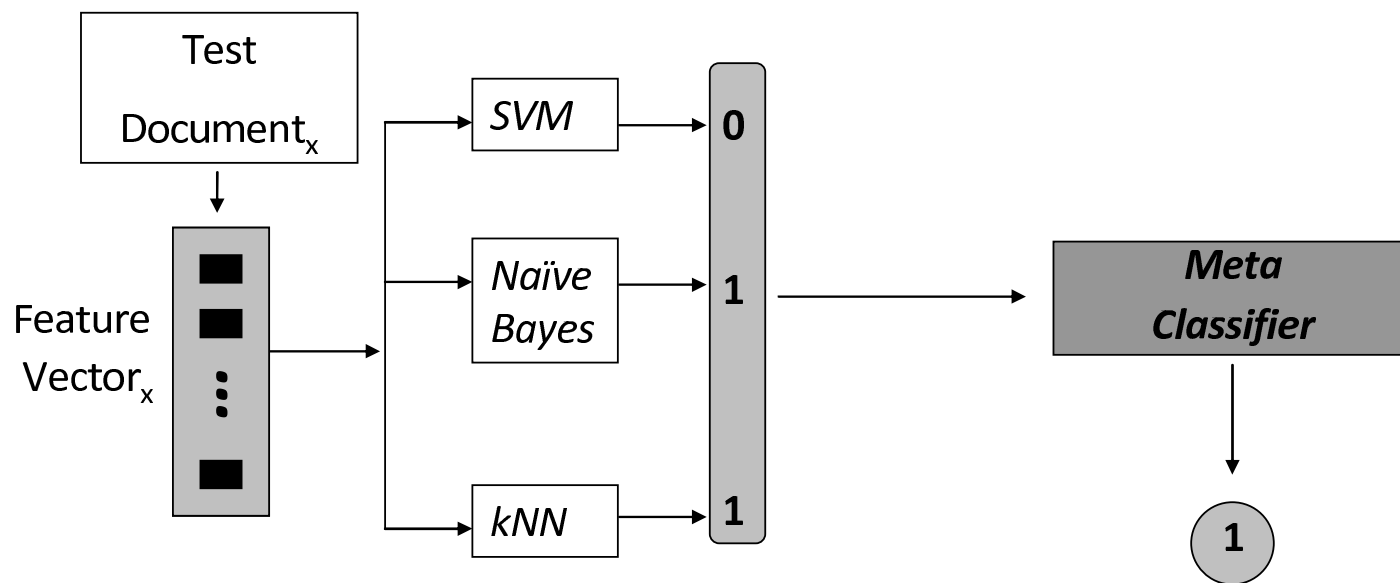 Test
Documentₓ
Feature
Vectorₓ
SVM
Naïve
Bayes
kNN
0
1
1
Meta
Classifier
1